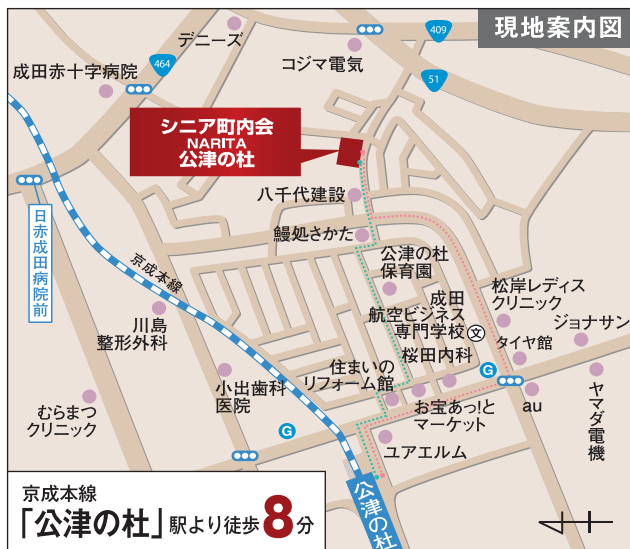 現地案内図
デニーズ
409
コジマ電気
464
51
成田赤十字病院
シニア町内会
NARITA
公津の杜
八千代建設
日赤成田病院前
鰻処さかた
京成本線
公津の杜
保育園
成田
航空ビジネス
専門学校
文
松岸レディス
クリニック
ジョナサン
川島
整形外科
タイヤ館
桜田内科
住まいの
リフォーム館
G
小出歯科
医院
お宝あっ!と
マーケット
au
ヤマダ電機
むらまつ
クリニック
G
ユアエルム
公津の杜
京成本線
「公津の杜」駅より徒歩8分